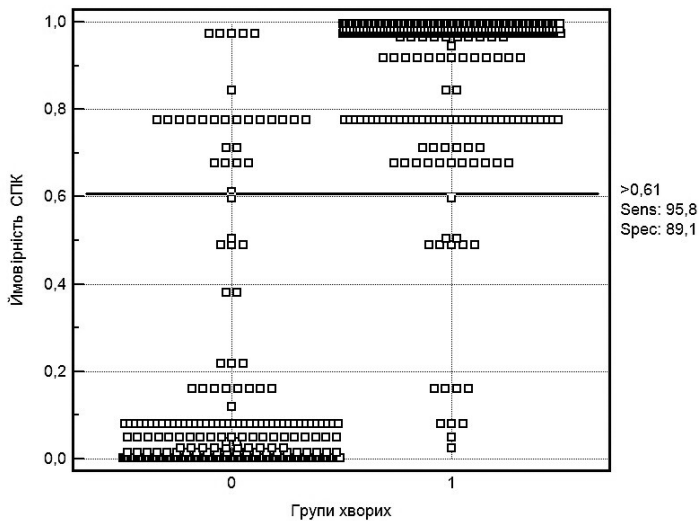 Ймовірність СПК
1,0
0,8
0,6
0,4
0,2
0,0
0
1
Групи хворих
>0,61
Sens: 95,8
Spec: 89,1